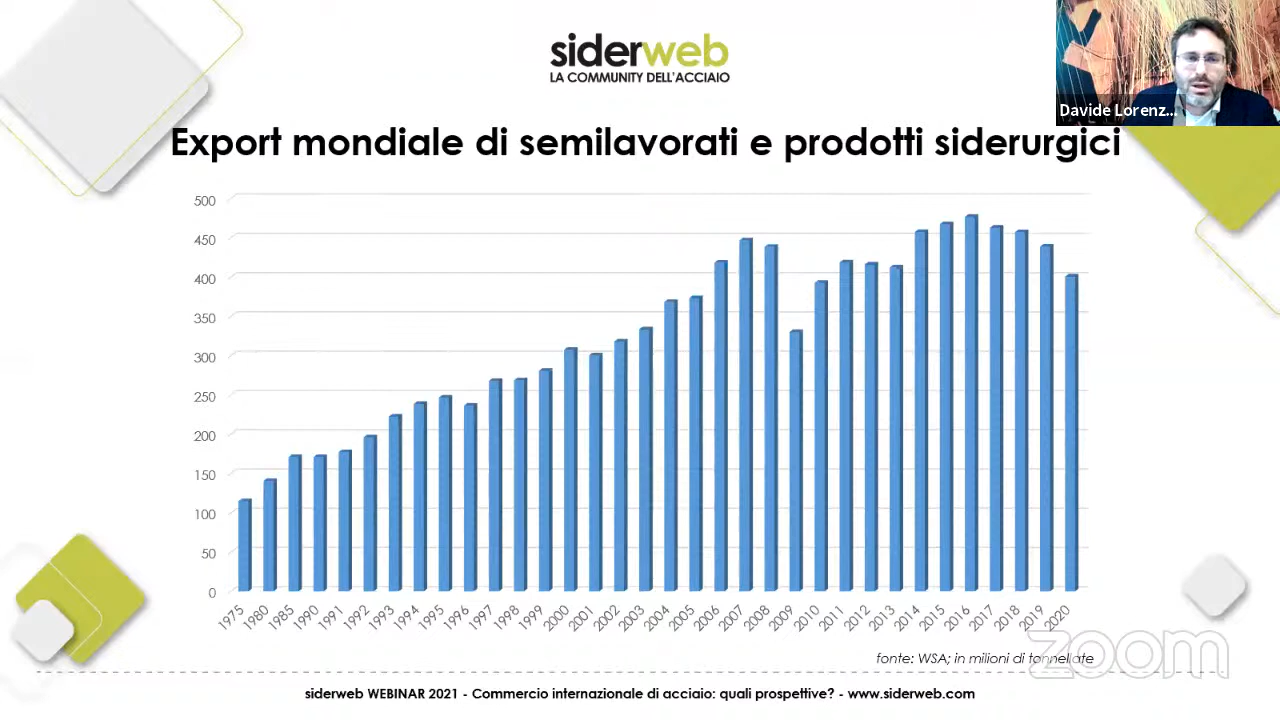 siderweb
LA COMMUNITY DELL'ACCIAIO
Davide Lorenz...
Export mondiale di semilavorati e prodotti siderurgici
500
450
400
350
300
250
200
150
100
50
0
1975 1980 1985 1990 1991 1992 1993 1994 1995 1996 1997 1998 1999 2000 2001 2002 2003 2004 2005 2006 2007 2008 2009 2010 2011 2012 2013 2014 2015 2016 2017 2018 2019 2020
fonte: WSA; in milioni di tonnellate
zoom
siderweb WEBINAR 2021 - Commercio internazionale di acciaio: quali prospettive? - www.siderweb.com